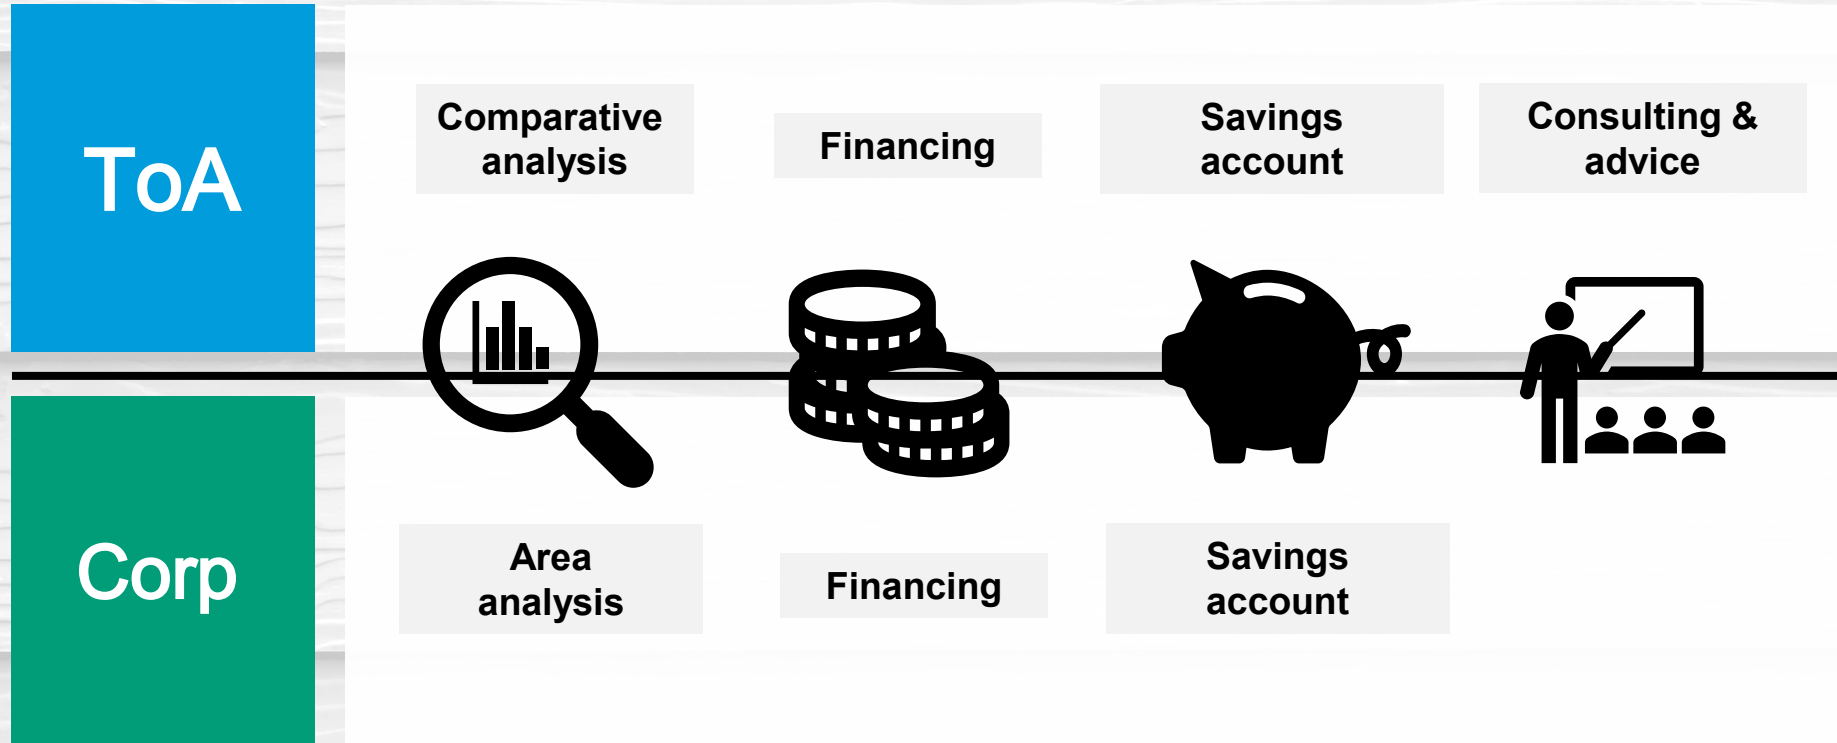 ToA
Comparative
analysis
Financing
Savings
account
Consulting &
advice
Corp
Area
analysis
Financing
Savings
account